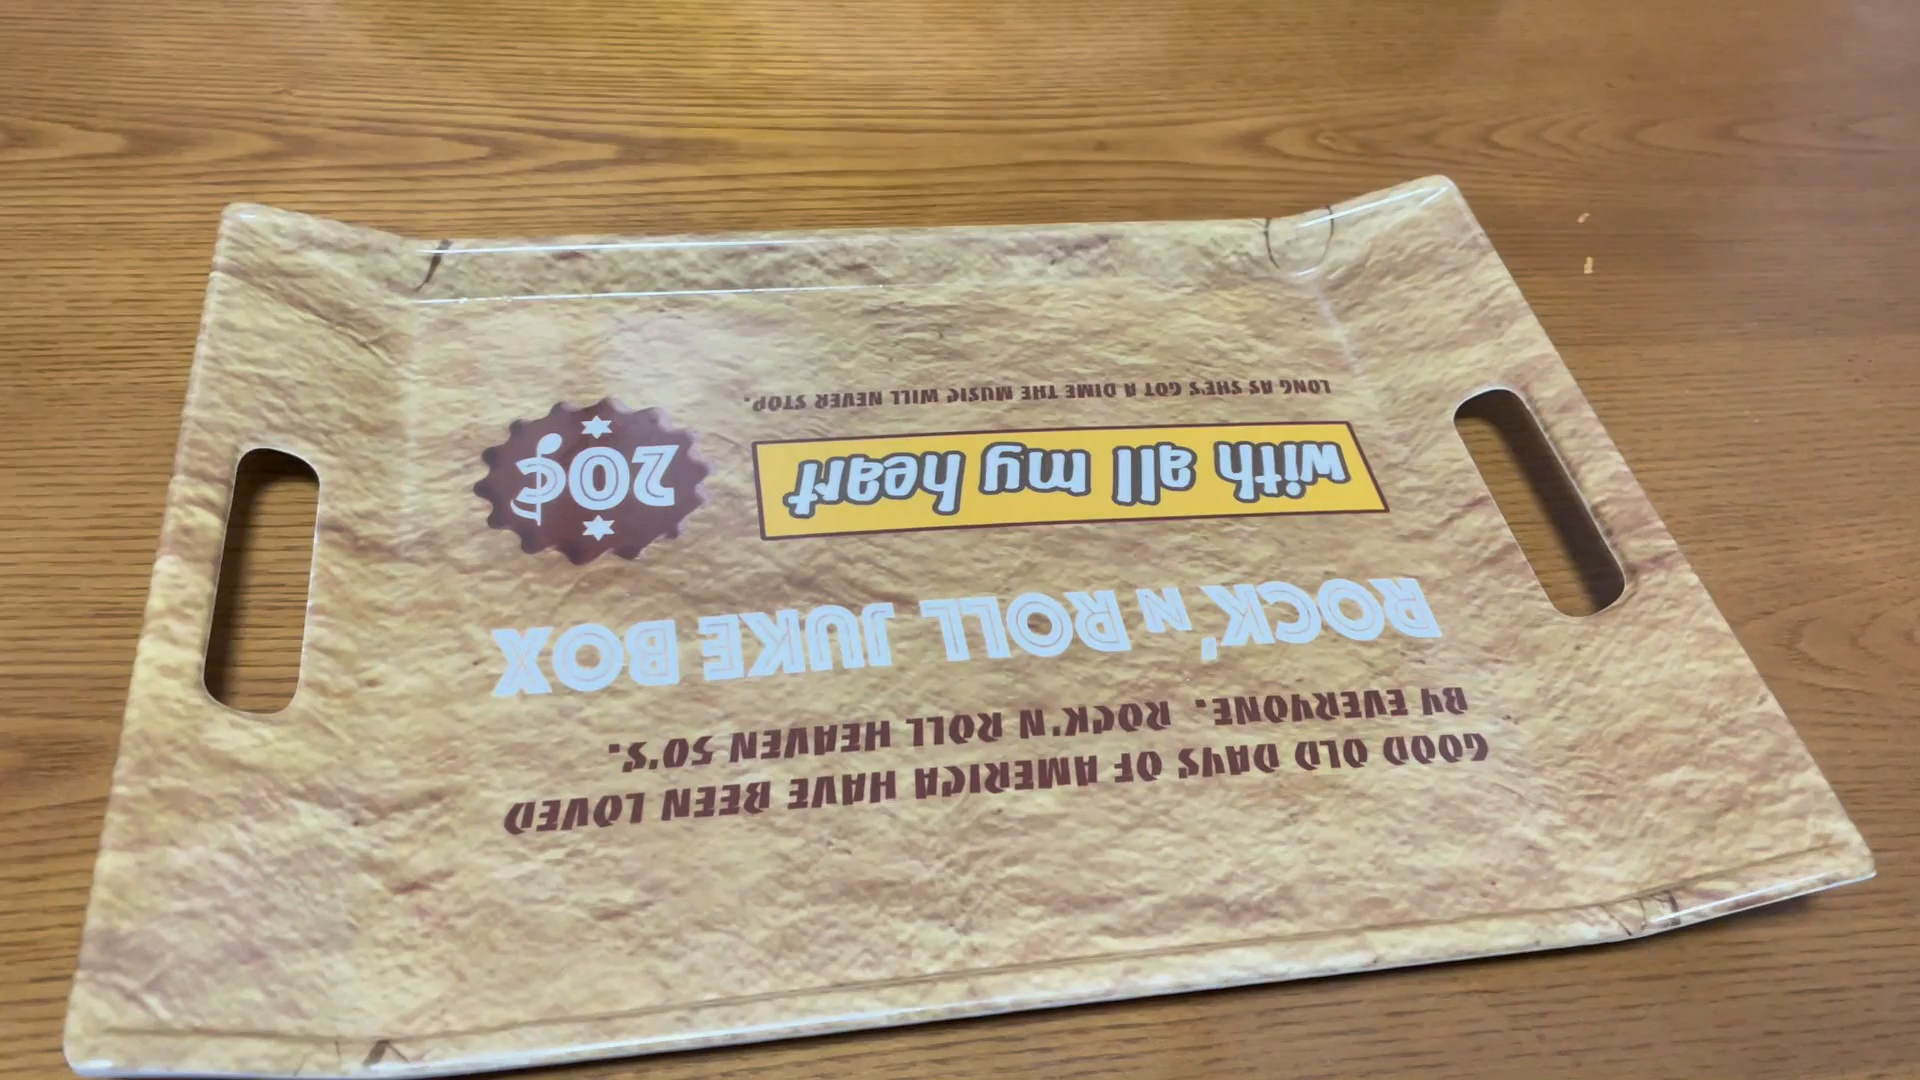 GOOD OLD DAYS OF AMERICA HAVE BEEN LOVED
BY EVERYONE. ROCK'N ROLL HEAVEN 50'S.
ROCK'N ROLL JUKE BOX
with all my heart
20¢
LONG AS SHE'S GOT A DIME THE MUSIC WILL NEVER STOP.